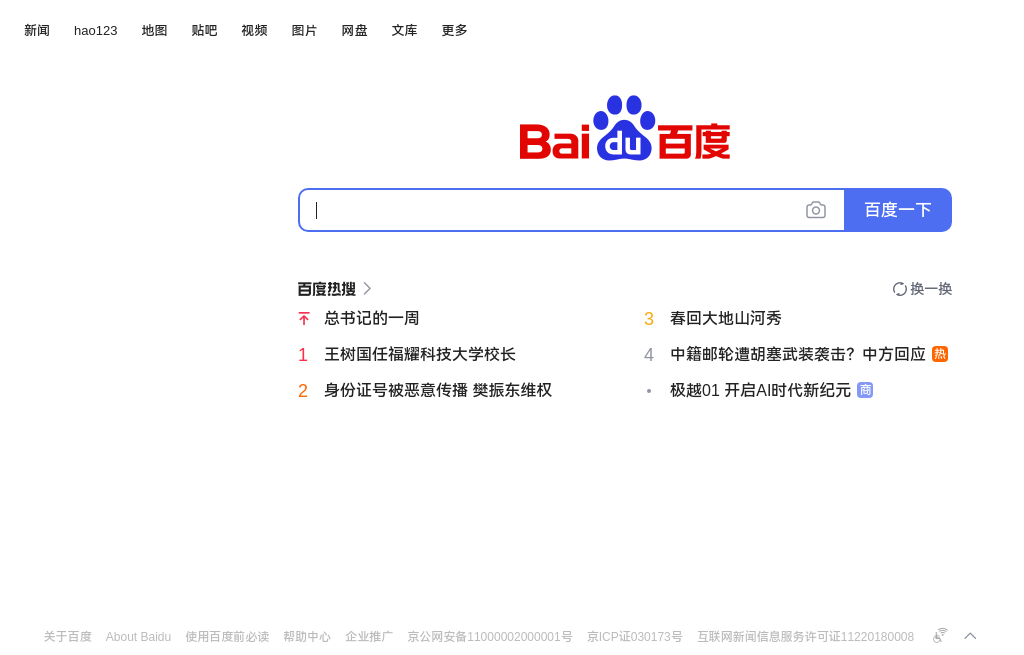 新闻 hao123 地图 贴吧 视频 图片 网盘 文库 更多
Bai du 百度
百度一下
百度热搜 换一换
总书记的一周
1 王树国任福耀科技大学校长
2 身份证号被恶意传播 樊振东维权
3 春回大地山河秀
4 中籍邮轮遭胡塞武装袭击？中方回应 热
极越01 开启AI时代新纪元 商
关于百度 About Baidu 使用百度前必读 帮助中心 企业推广 京公网安备11000002000001号 京ICP证030173号 互联网新闻信息服务许可证11220180008